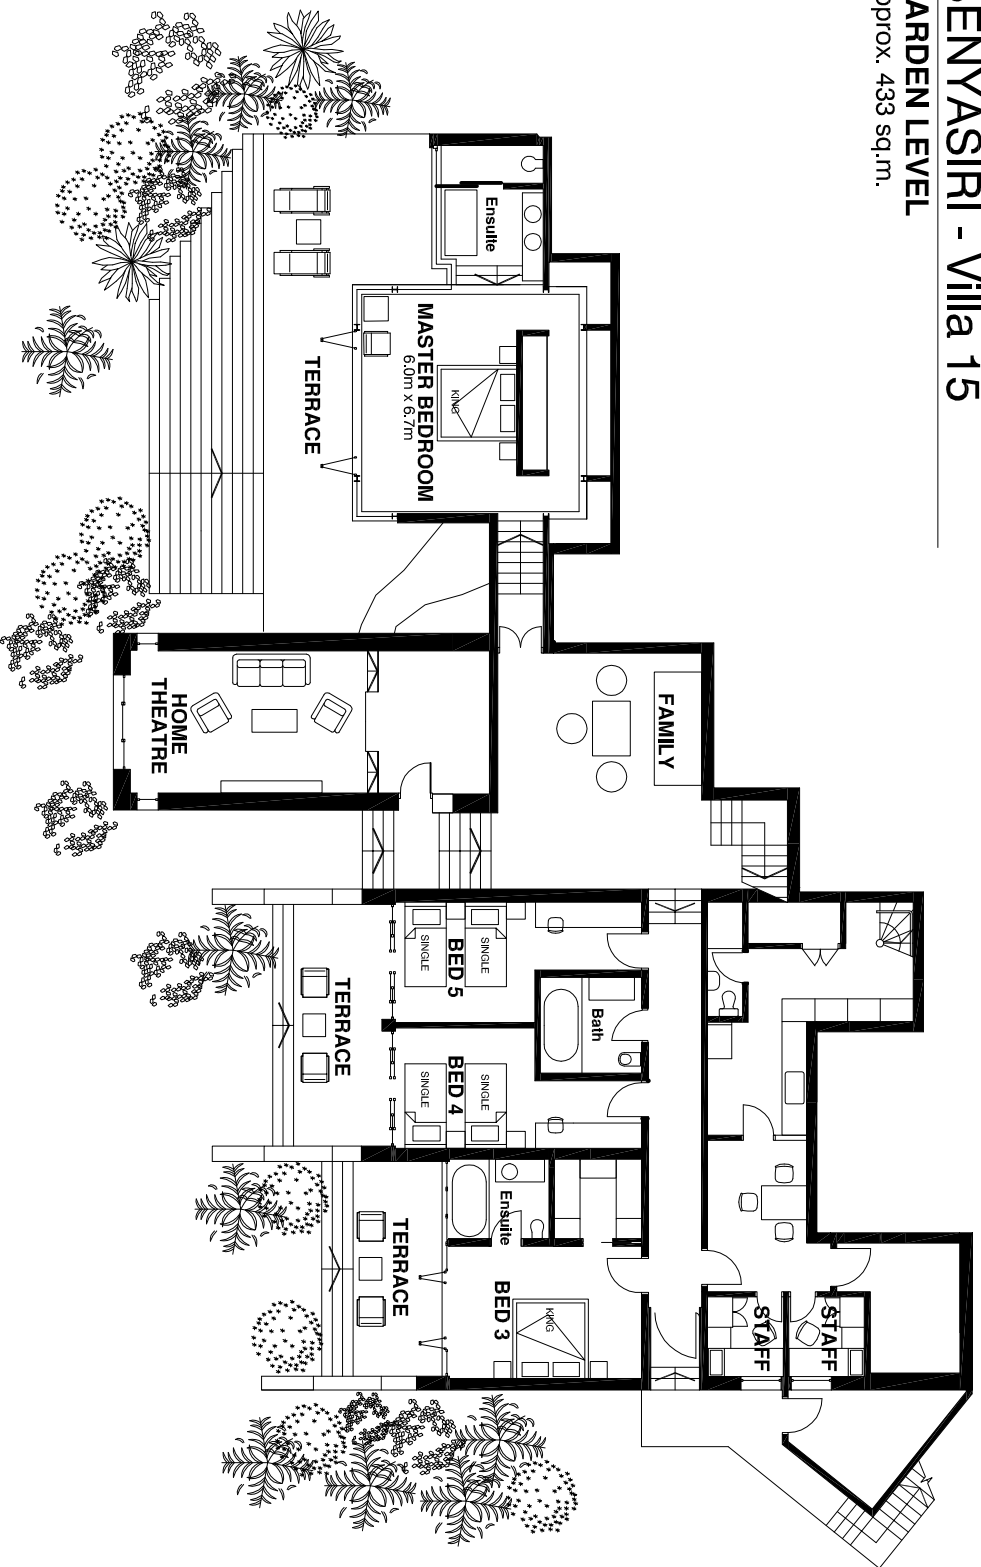 ENYASIRI - Villa 15
ARDEN LEVEL
pprox. 433 sq.m.
STAFF
STAFF
FAMILY
Bath
Ensuite
MASTER BEDROOM
6.0m x 6.7m
KING
TERRACE
HOME
THEATRE
BED 5
SINGLE
SINGLE
BED 4
SINGLE
SINGLE
TERRACE
Ensuite
BED 3
KING
TERRACE